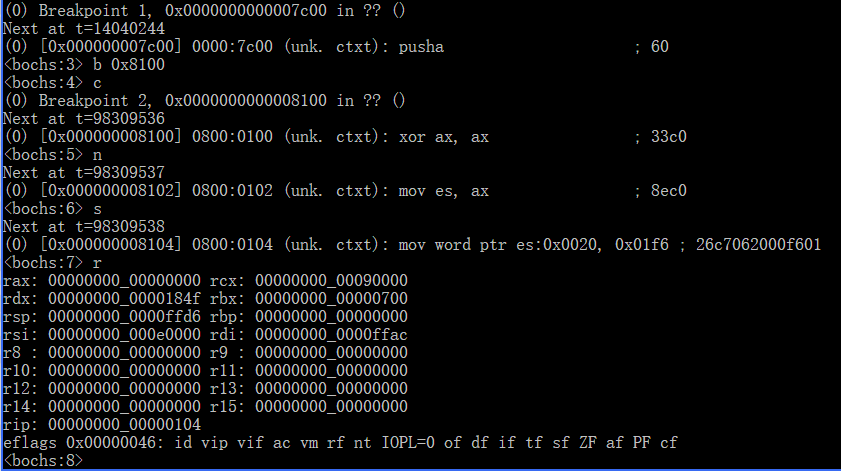 (0) Breakpoint 1, 0x0000000000007c00 in ?? ()
Next at t=14040244
(0) [0x000000007c00] 0000:7c00 (unk. ctxt): pusha                     ; 60
<bochs:3> b 0x8100
<bochs:4> c
(0) Breakpoint 2, 0x0000000000008100 in ?? ()
Next at t=98309536
(0) [0x000000008100] 0800:0100 (unk. ctxt): xor ax, ax                ; 33c0
<bochs:5> n
Next at t=98309537
(0) [0x000000008102] 0800:0102 (unk. ctxt): mov es, ax                ; 8ec0
<bochs:6> s
Next at t=98309538
(0) [0x000000008104] 0800:0104 (unk. ctxt): mov word ptr es:0x0020, 0x01f6 ; 26c7062000f601
<bochs:7> r
rax: 00000000_00000000 rcx: 00000000_00090000
rdx: 00000000_0000184f rbx: 00000000_00000700
rsp: 00000000_0000ffd6 rbp: 00000000_00000000
rsi: 00000000_000e0000 rdi: 00000000_0000ffac
r8 : 00000000_00000000 r9 : 00000000_00000000
r10: 00000000_00000000 r11: 00000000_00000000
r12: 00000000_00000000 r13: 00000000_00000000
r14: 00000000_00000000 r15: 00000000_00000000
rip: 00000000_00000104
eflags 0x00000046: id vip vif ac vm rf nt IOPL=0 of df if tf sf ZF af PF cf
<bochs:8>